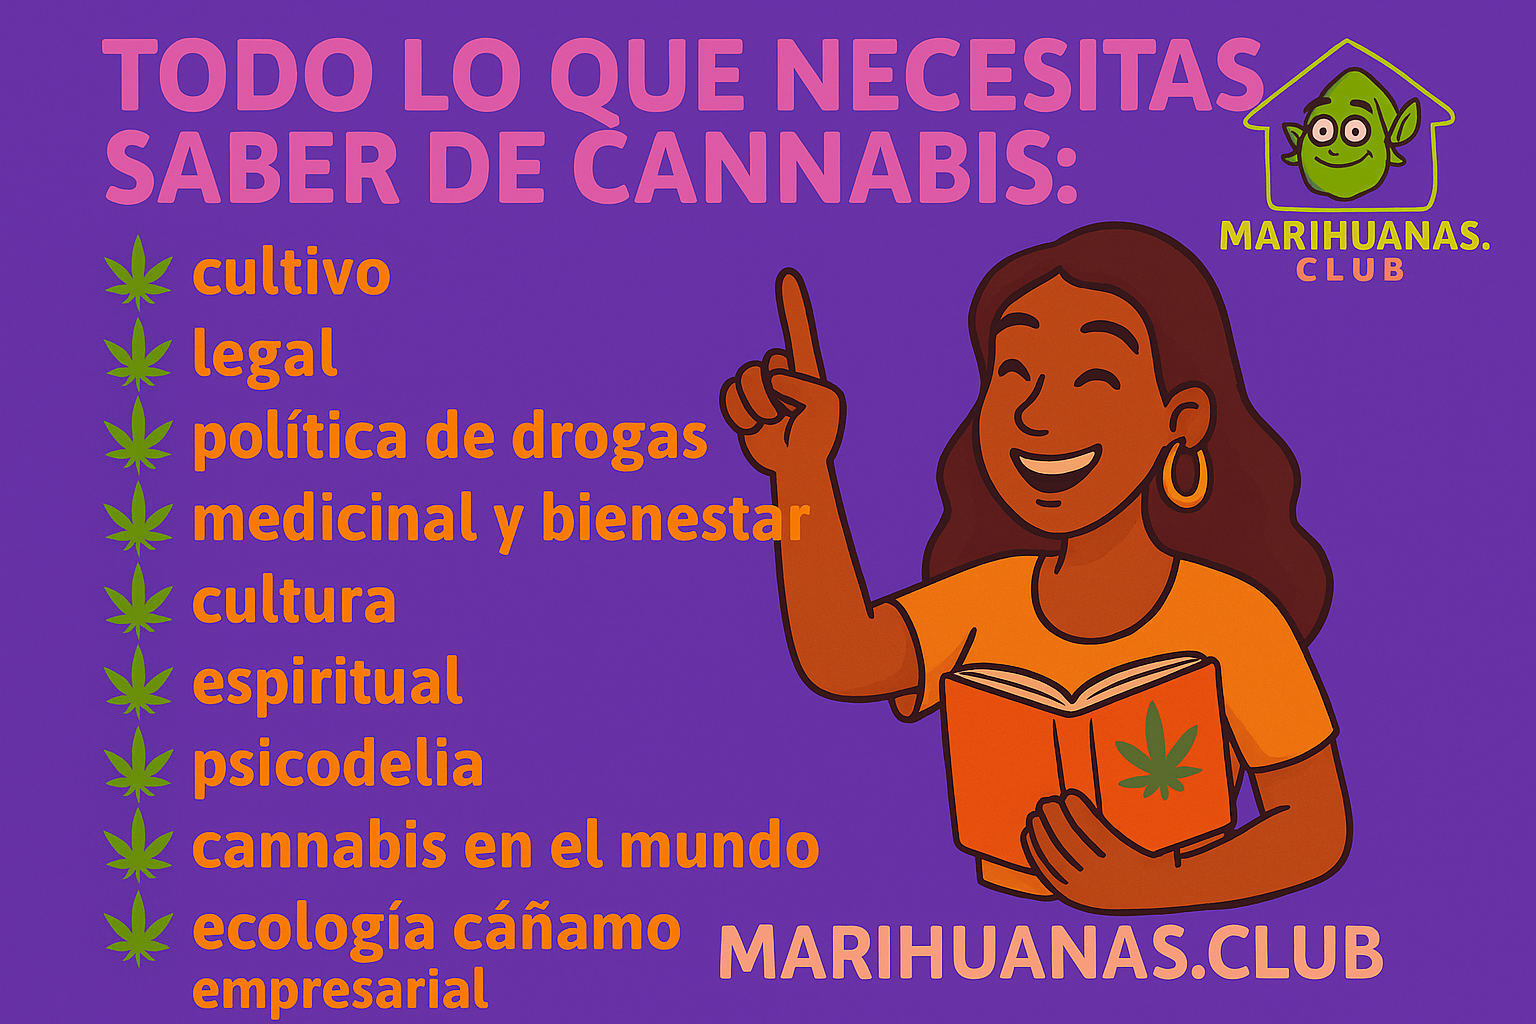 TODO LO QUE NECESITAS
SABER DE CANNABIS:
MARIHUANAS.
CLUB
cultivo
legal
política de drogas
medicinal y bienestar
cultura
espiritual
psicodelia
cannabis en el mundo
ecología cáñamo
empresarial
MARIHUANAS.CLUB